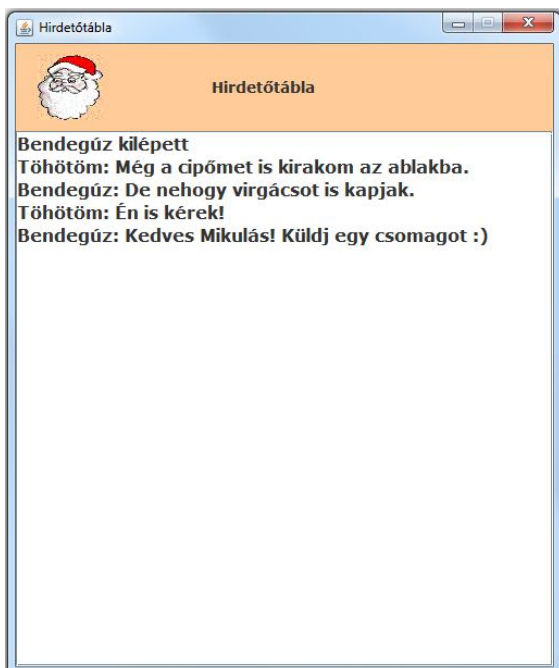 Hirdetőtábla
Hirdetőtábla
Bendegúz kilépett
Töhötöm: Még a cipőmet is kirakom az ablakba.
Bendegúz: De nehogy virgácsot is kapjak.
Töhötöm: Én is kérek!
Bendegúz: Kedves Mikulás! Küldj egy csomagot :)